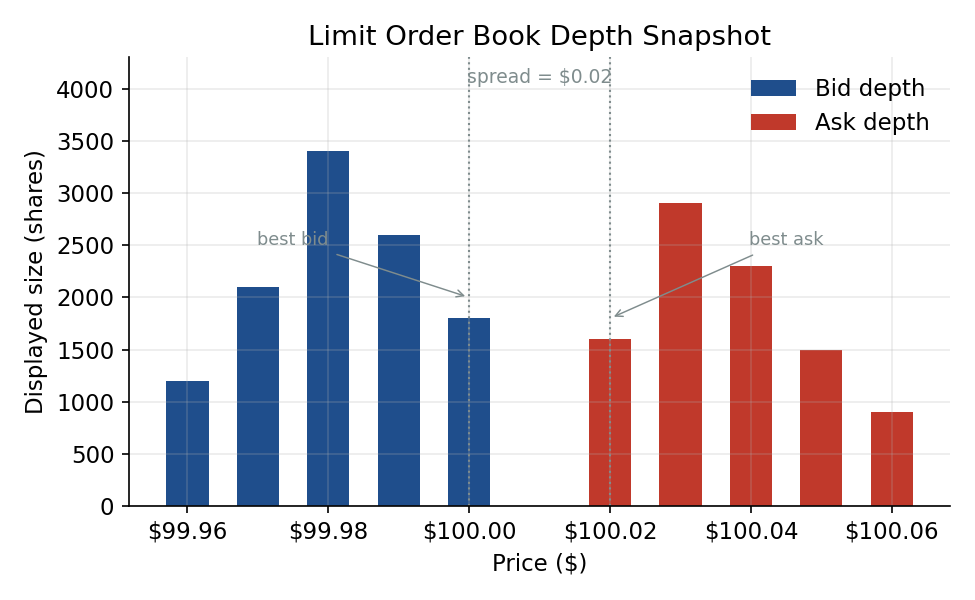 Limit Order Book Depth Snapshot
spread = $0.02
Bid depth
Ask depth
best bid
best ask
Displayed size (shares)
4000
3500
3000
2500
2000
1500
1000
500
0
$99.96 $99.98 $100.00 $100.02 $100.04 $100.06
Price ($)